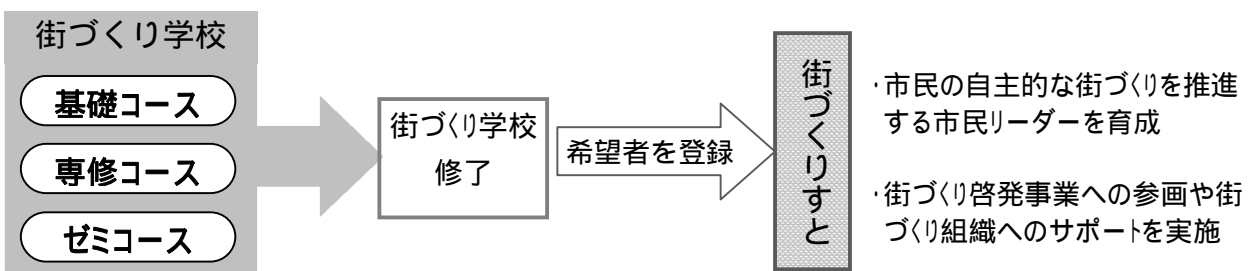 街づくり学校
基礎コース
専修コース
ゼミコース
街づくり学校
修了
希望者を登録
街づくりすと
・市民の自主的な街づくりを推進
する市民リーダーを育成
・街づくり啓発事業への参画や街
づくり組織へのサポートを実施